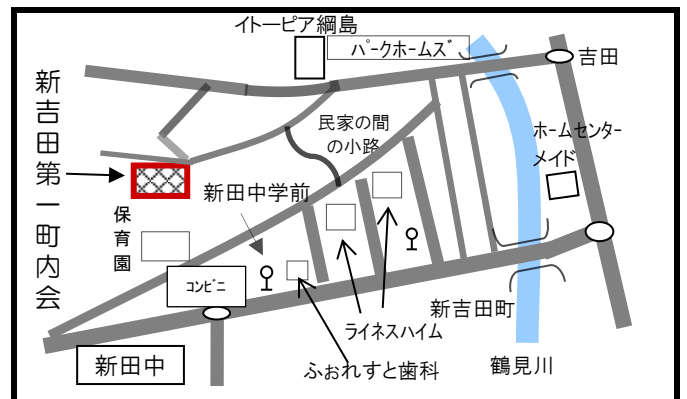 イトーピア綱島
パークホームズ
吉田
新吉田第一町内会
民家の間
の小路
ホームセンター
メイド
新田中学前
保育園
コンビニ
新吉田町
ライネスハイム
新田中
ふぉれすと歯科
鶴見川